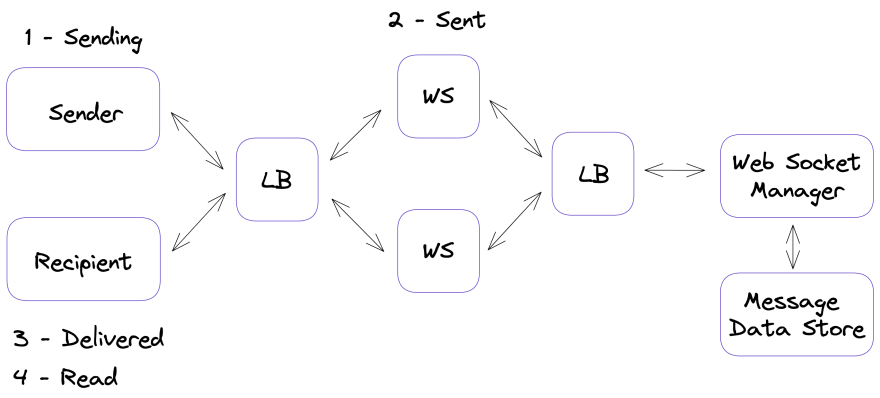 1 - Sending
2 - Sent
Sender
WS
LB
LB
Web Socket
Manager
Recipient
WS
Message
Data Store
3 - Delivered
4 - Read